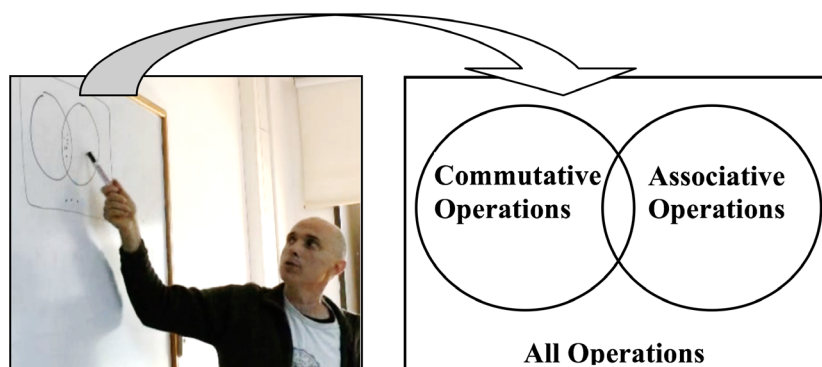 Commutative Operations
Associative Operations
All Operations